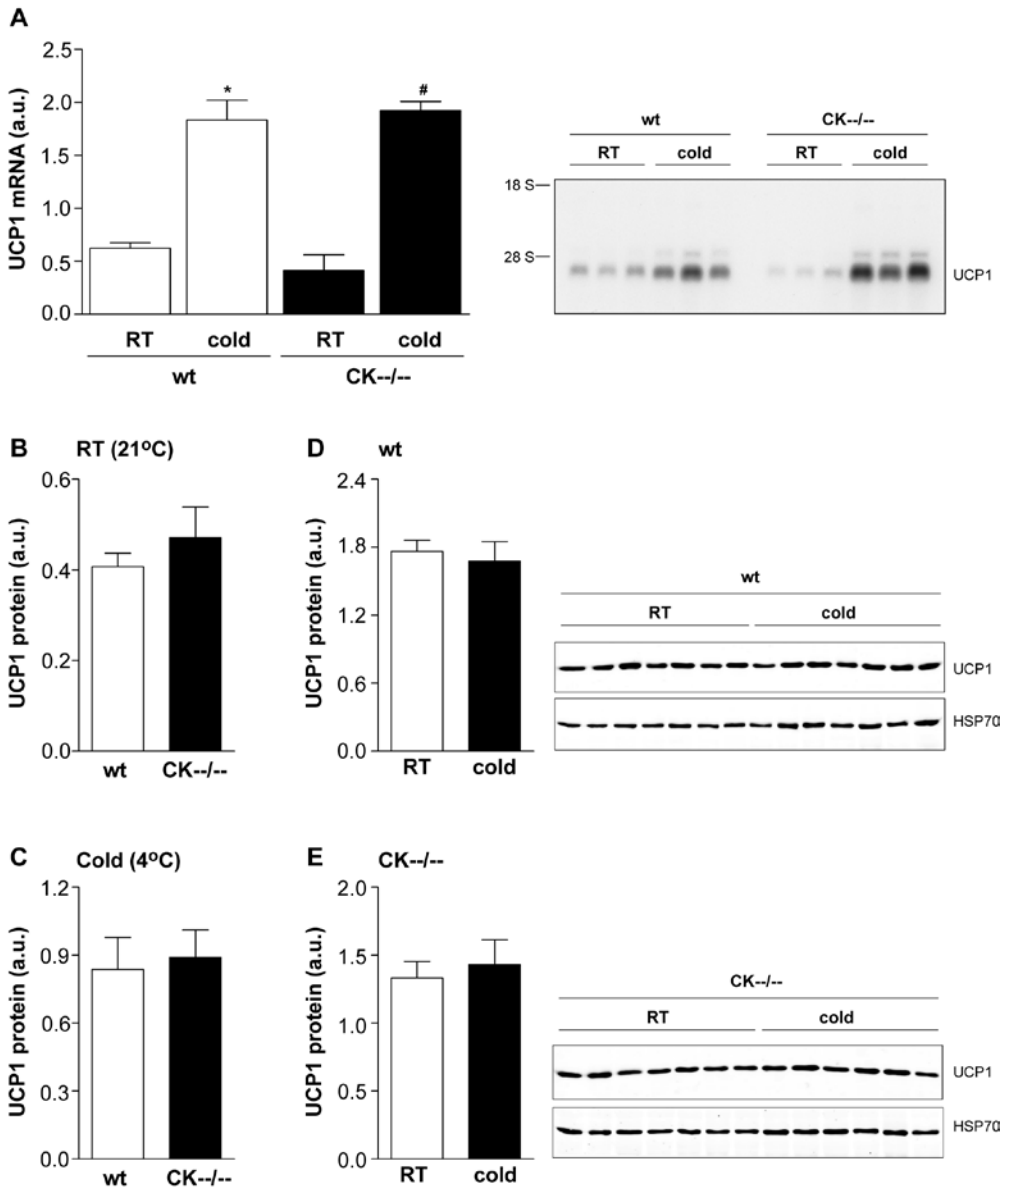 A
UCP1 mRNA (a.u.)
2.5
2.0
1.5
1.0
0.5
0.0
*
#
RT cold RT cold
wt CK--/--
wt CK--/--
RT cold RT cold
18 S
28 S
UCP1
B RT (21ºC)
UCP1 protein (a.u.)
0.6
0.4
0.2
0.0
wt CK--/--
D wt
UCP1 protein (a.u.)
2.4
1.8
1.2
0.6
0.0
RT cold
wt
RT cold
UCP1
HSP70
C Cold (4ºC)
UCP1 protein (a.u.)
1.2
0.9
0.6
0.3
0.0
wt CK--/--
E CK--/--
UCP1 protein (a.u.)
2.0
1.5
1.0
0.5
0.0
RT cold
CK--/--
RT cold
UCP1
HSP70